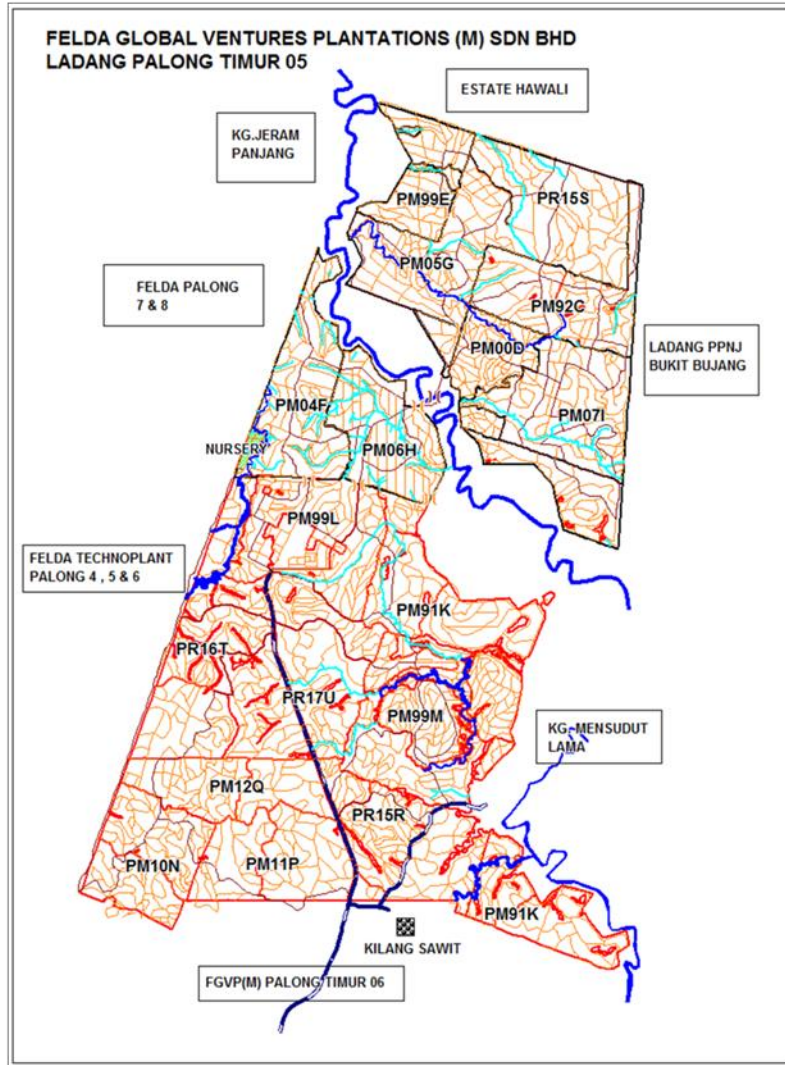 FELDA GLOBAL VENTURES PLANTATIONS (M) SDN BHD
LADANG PALONG TIMUR 05
ESTATE HAWALI
KG.JERAM
PANJANG
PM99E
PR15S
PM05G
FELDA PALONG
7 & 8
PM92C
PM00D
LADANG PPNJ
BUKIT BUJANG
PM04F
PM07I
NURSERY
PM06H
PM99L
FELDA TECHNOPLANT
PALONG 4 , 5 & 6
PM91K
PR16T
PR17U
PM99M
KG. MENSUDUT
LAMA
PM12Q
PR15R
PM10N
PM11P
PM91K
KILANG SAWIT
FGVP(M) PALONG TIMUR 06